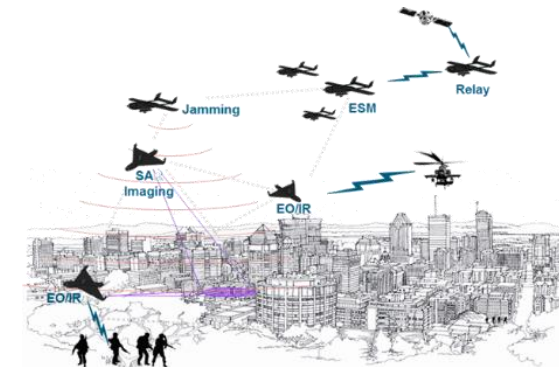 Jamming
ESM
Relay
SA
Imaging
EO/IR
EO/IR